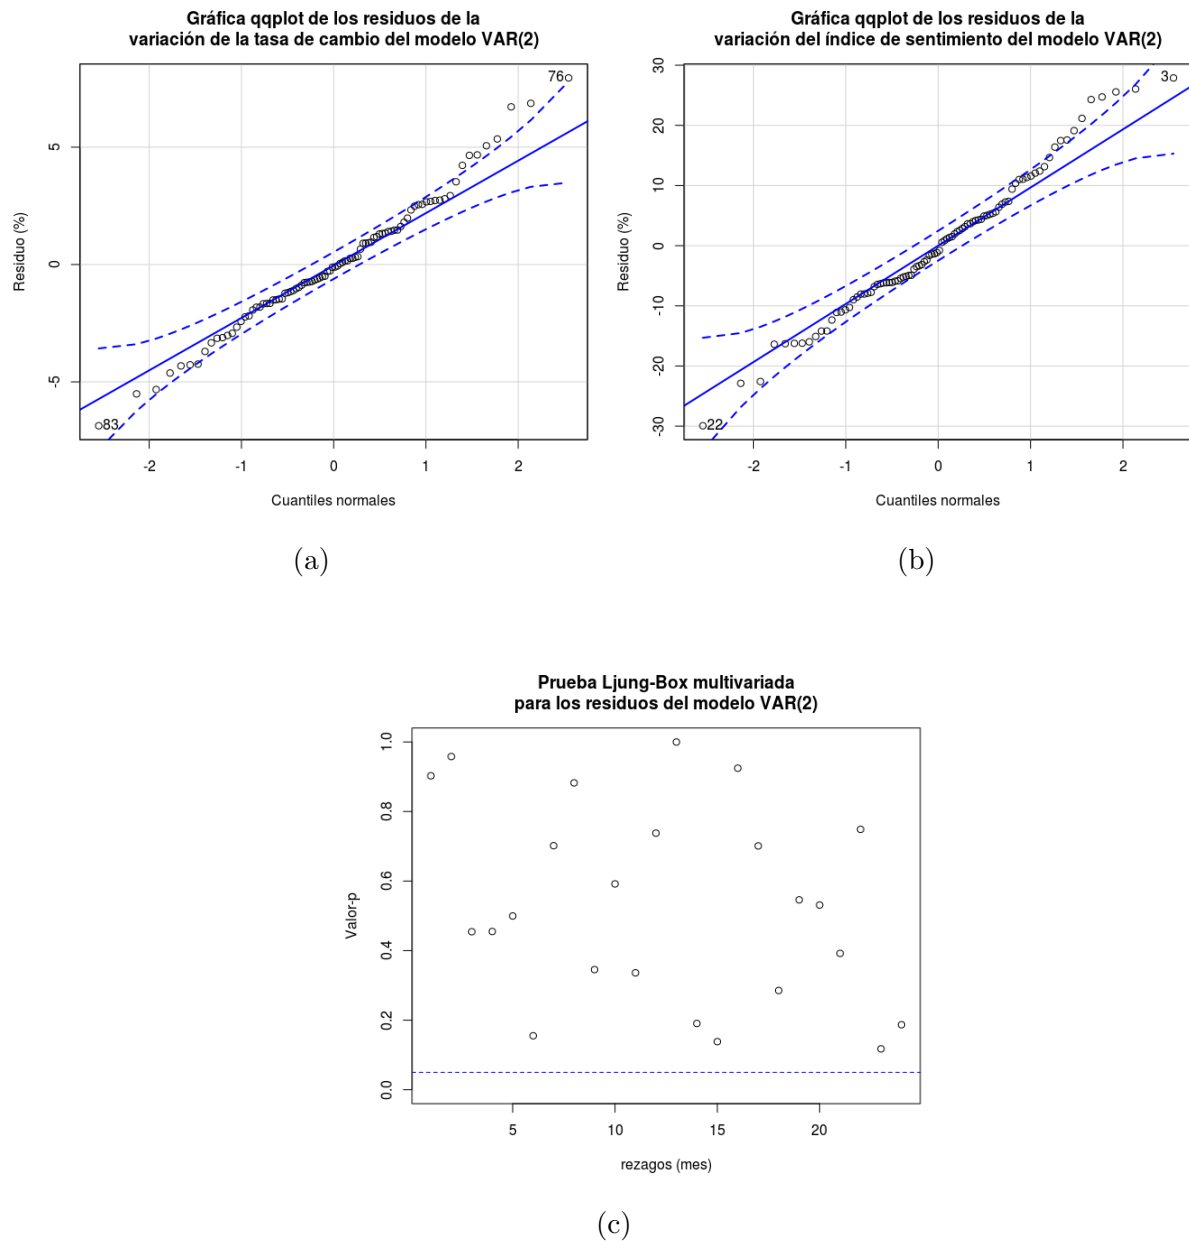 Gráfica qqplot de los residuos de la
variación de la tasa de cambio del modelo VAR(2)
76
5
0
-5
83
-2 -1 0 1 2
Residuo (%)
Cuantiles normales
(a)
Gráfica qqplot de los residuos de la
variación del índice de sentimiento del modelo VAR(2)
3
30
20
10
0
-10
-20
-30
22
-2 -1 0 1 2
Residuo (%)
Cuantiles normales
(b)
Prueba Ljung-Box multivariada
para los residuos del modelo VAR(2)
1.0
0.8
0.6
0.4
0.2
0.0
Valor-p
5 10 15 20
rezagos (mes)
(c)